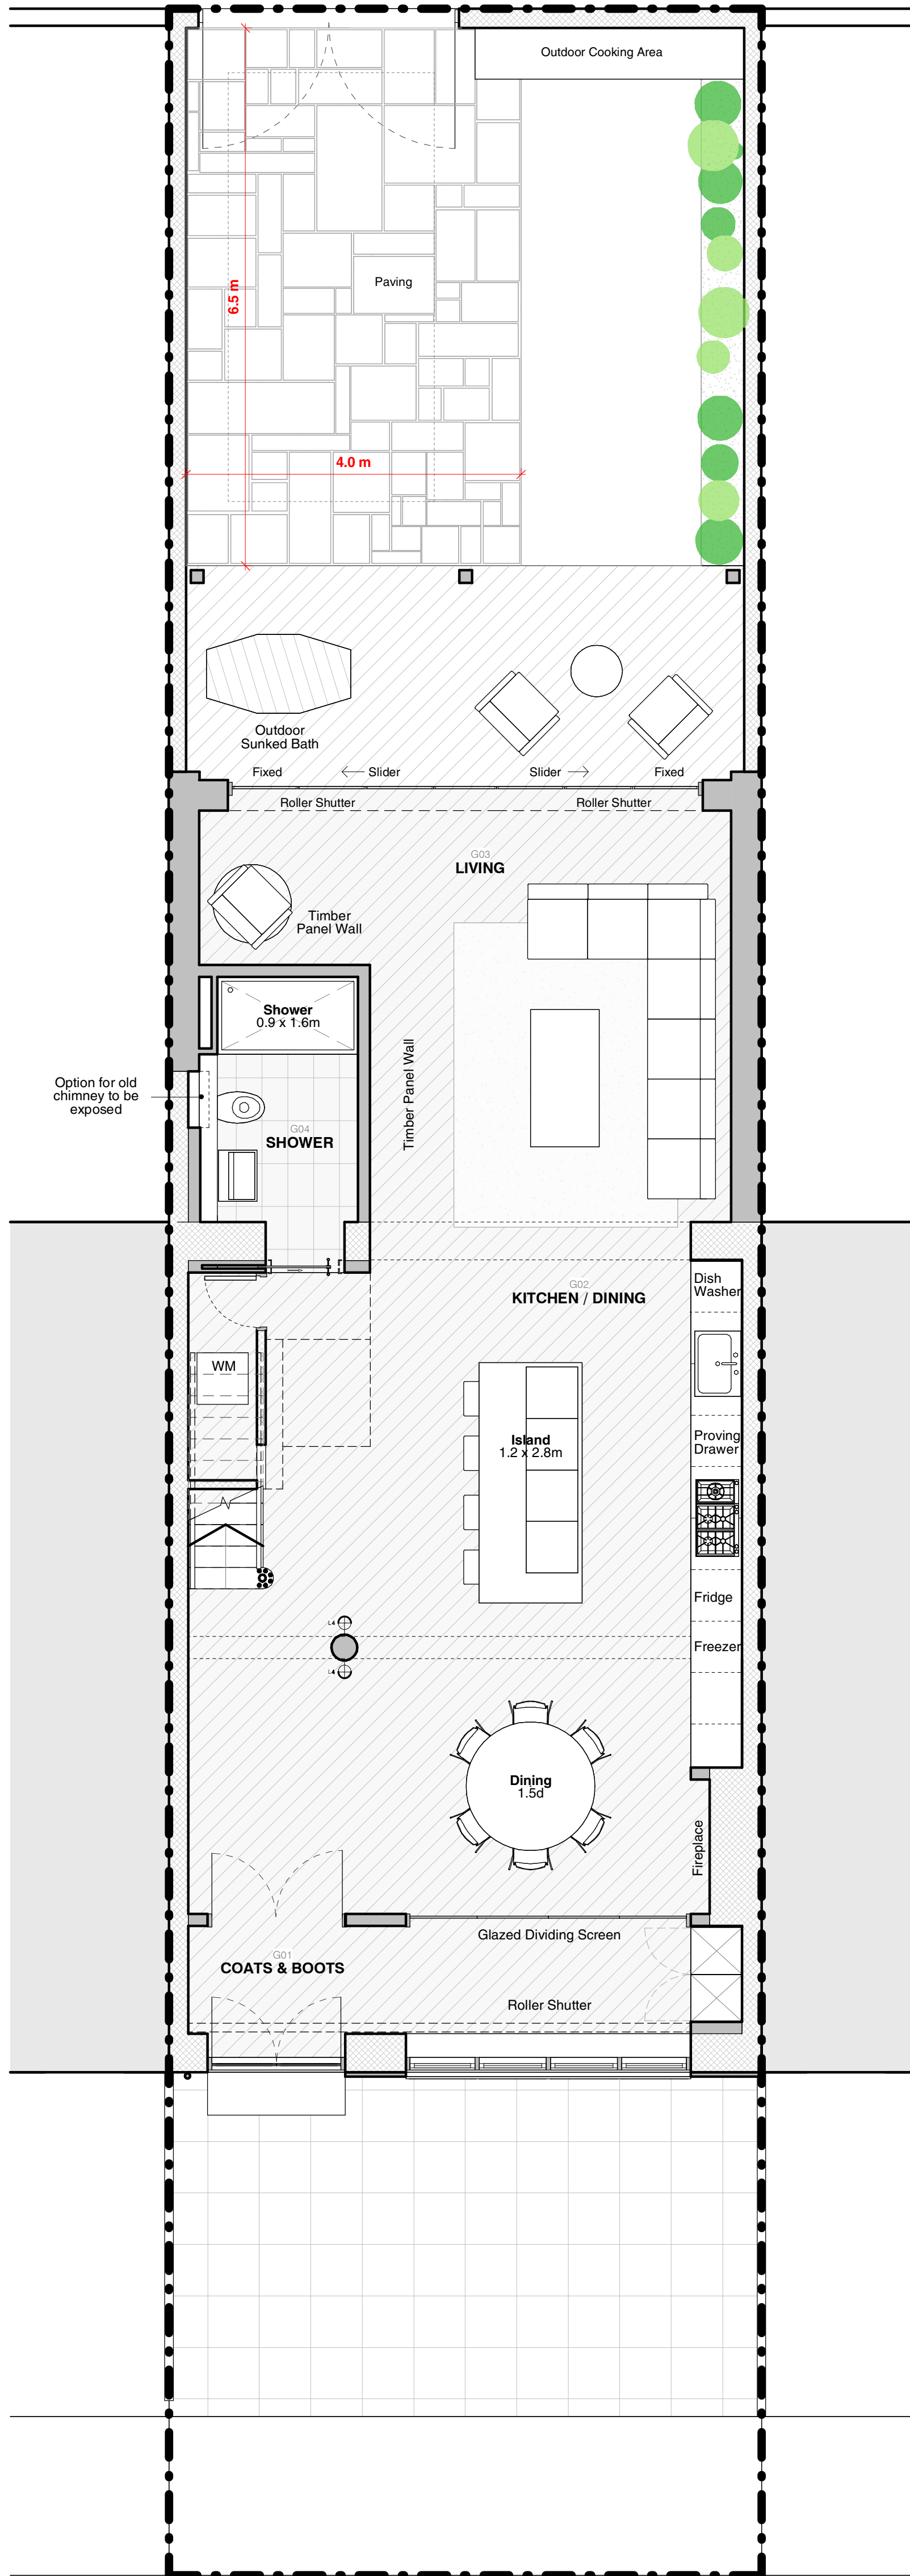 Outdoor Cooking Area
Paving
6.5 m
4.0 m
Outdoor
Sunked Bath
Fixed
Slider
Slider
Fixed
Roller Shutter
Roller Shutter
G03
LIVING
Timber
Panel Wall
Shower
0.9 x 1.6m
Timber Panel Wall
Option for old
chimney to be
exposed
G04
SHOWER
G02
KITCHEN / DINING
Dish
Washer
WM
Proving
Drawer
Island
1.2 x 2.8m
Fridge
Freezer
L4
L4
Dining
1.5d
Fireplace
Glazed Dividing Screen
G01
COATS & BOOTS
Roller Shutter